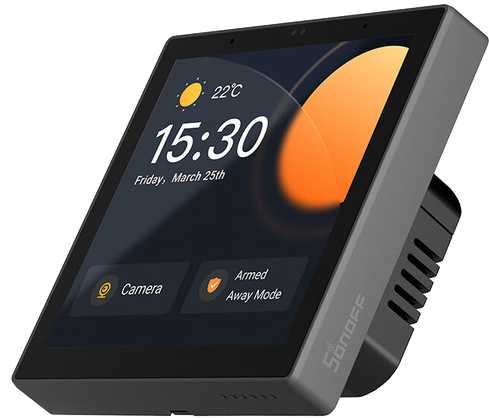 22℃
15:30
Friday, March 25th
Camera
Armed
Away Mode
SONOFF